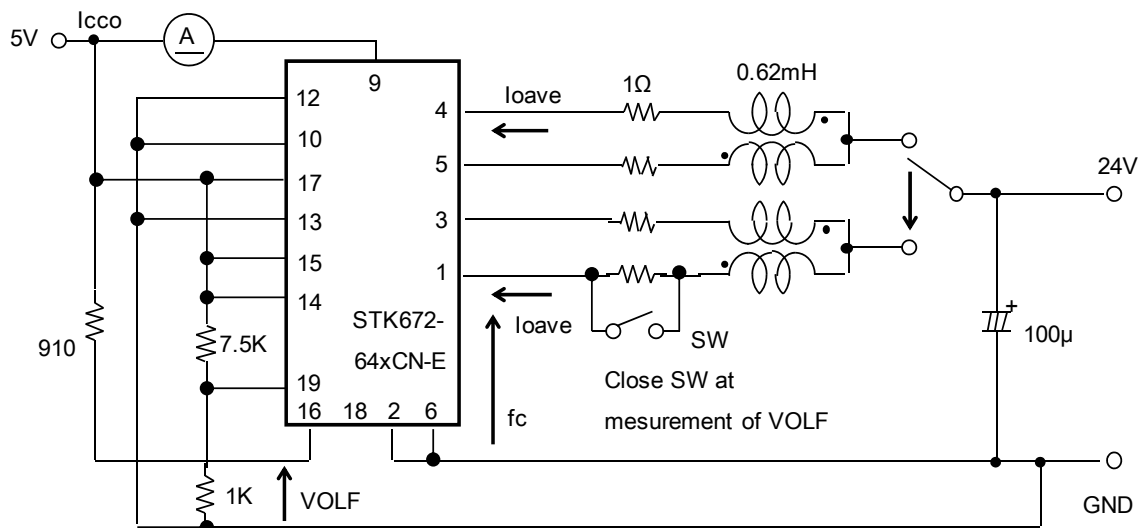 Icco
5V
A
9
12
10
17
13
15
14
19
16
18
2
6
4
5
3
1
STK672-
64xCN-E
Ioave
1Ω
0.62mH
24V
Ioave
SW
Close SW at
mesurement of VOLF
fc
910
7.5K
1K
VOLF
+
100μ
GND